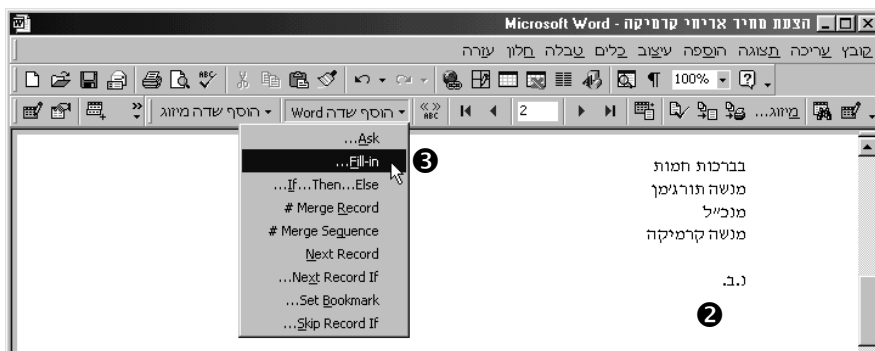 הצעת מחיר אריחי קרמיקה - Microsoft Word
קובץ עריכה תצוגה הוספה עיצוב כלים טבלה חלון עזרה
100%
הוסף שדה מיזוג הוסף שדה Word 2 מיזוג...
Ask...
Fill-in...
If...Then...Else...
Merge Record #
Merge Sequence #
Next Record
Next Record If...
Set Bookmark...
Skip Record If...
❸
בברכות חמות
מנשה תורג'מן
מנכ"ל
מנשה קרמיקה
נ.ב.
❷